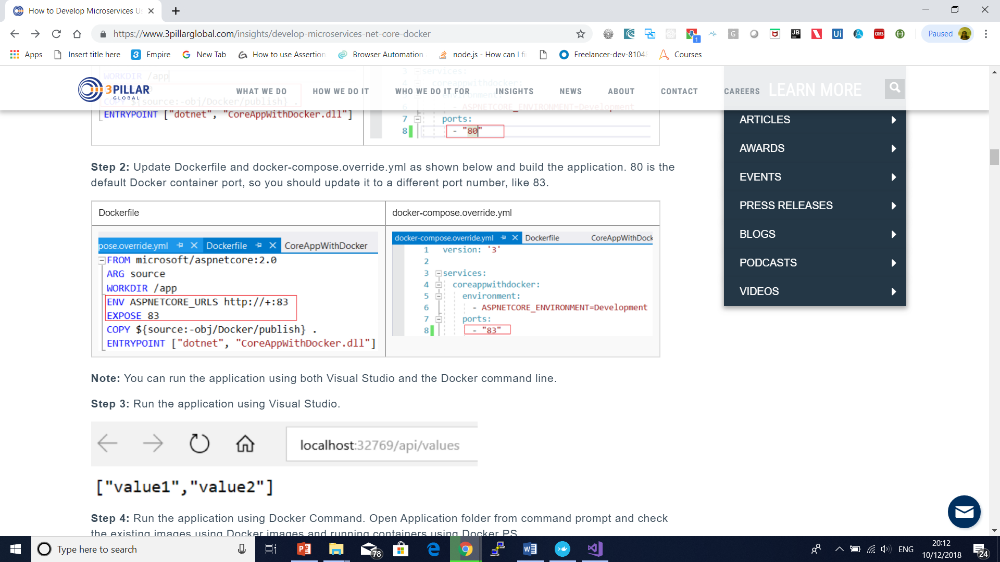 How to Develop Microservices Us
https://www.3pillarglobal.com/insights/develop-microservices-net-core-docker
1
G
JB
Ui
CORS
Paused
Apps
Insert title here
3
Empire
New Tab
How to use Assertion
Browser Automation
node.js - How can I fi
Freelancer-dev-8104
Courses
WORKDIR /app
COPY ${source:-obj/Docker/publish} .
ENTRYPOINT ["dotnet", "CoreAppWithDocker.dll"]
3 services:
4 coreappwithdocker:
environment:
6 - ASPNETCORE_ENVIRONMENT=Development
7 ports:
8 - "80"
3PILLAR
GLOBAL
WHAT WE DO
HOW WE DO IT
WHO WE DO IT FOR
INSIGHTS
NEWS
ABOUT
CONTACT
CAREERS
LEARN MORE
ARTICLES
AWARDS
EVENTS
PRESS RELEASES
BLOGS
PODCASTS
VIDEOS
Step 2: Update Dockerfile and docker-compose.override.yml as shown below and build the application. 80 is the
default Docker container port, so you should update it to a different port number, like 83.
Dockerfile
docker-compose.override.yml
pose.override.yml Dockerfile CoreAppWithDocker
FROM microsoft/aspnetcore:2.0
ARG source
WORKDIR /app
ENV ASPNETCORE_URLS http://+:83
EXPOSE 83
COPY ${source:-obj/Docker/publish} .
ENTRYPOINT ["dotnet", "CoreAppWithDocker.dll"]
docker-compose.override.yml Dockerfile CoreAppWithDock
1 version: '3'
2
3 services:
4 coreappwithdocker:
5 environment:
6 - ASPNETCORE_ENVIRONMENT=Development
7 ports:
8 - "83"
Note: You can run the application using both Visual Studio and the Docker command line.
Step 3: Run the application using Visual Studio.
localhost:32769/api/values
["value1","value2"]
Step 4: Run the application using Docker Command. Open Application folder from command prompt and check
the existing images using Docker images and running containers using Docker PS.
Type here to search
78
ENG
20:12
10/12/2018
24